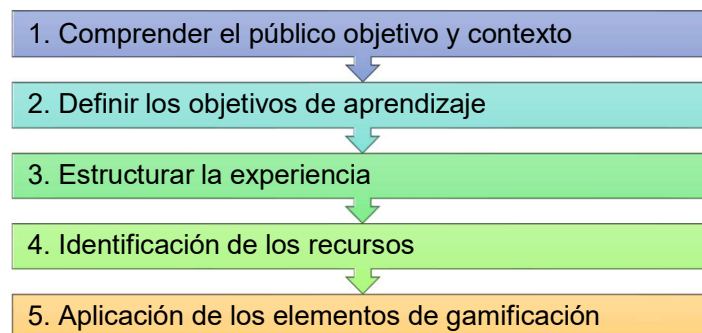 1. Comprender el público objetivo y contexto
2. Definir los objetivos de aprendizaje
3. Estructurar la experiencia
4. Identificación de los recursos
5. Aplicación de los elementos de gamificación